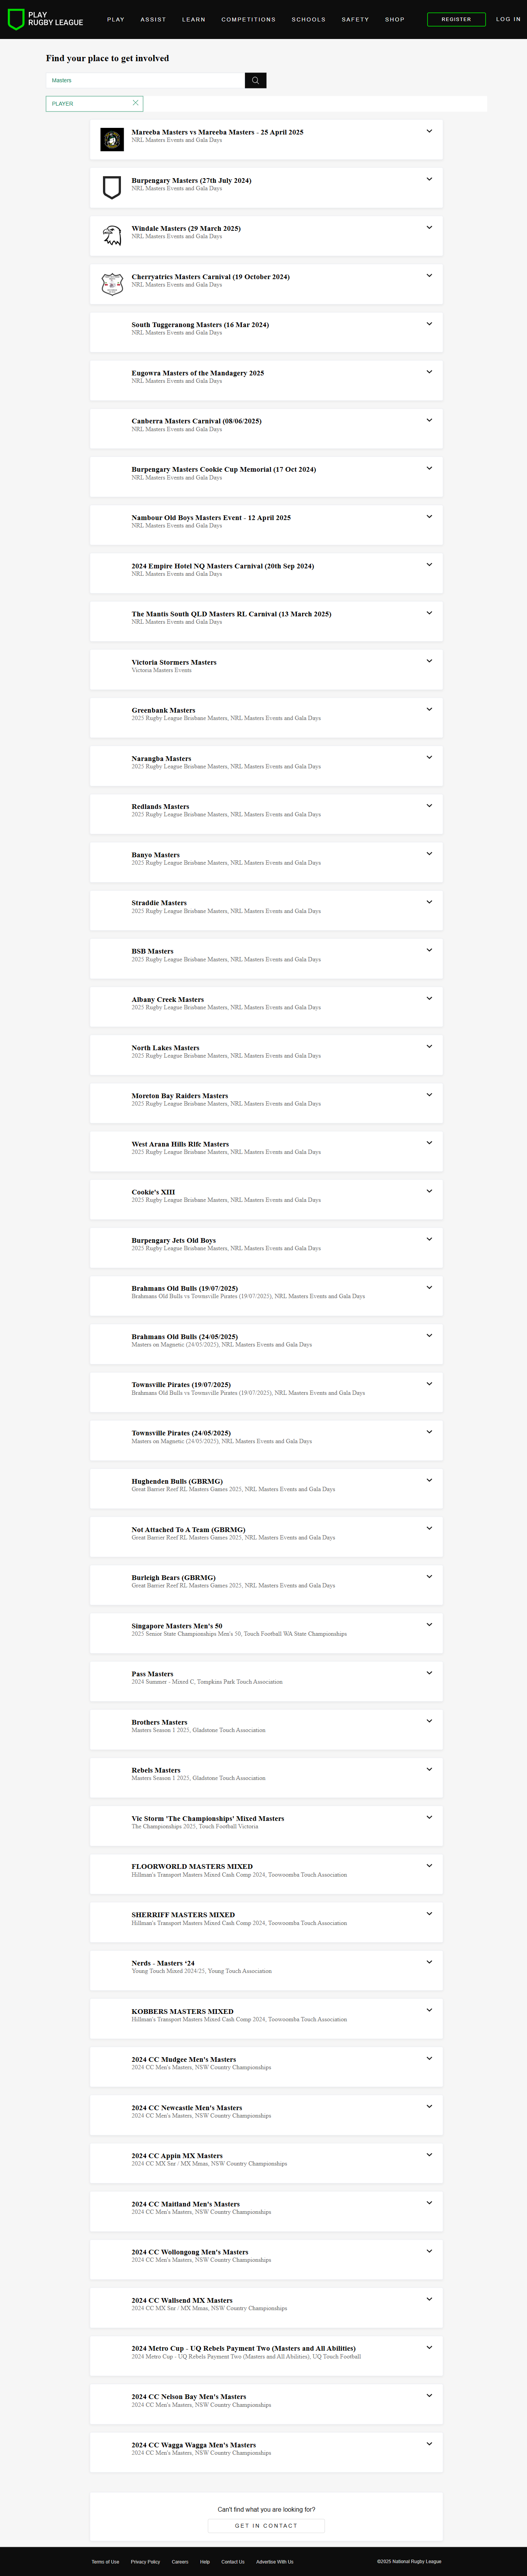 PLAY
RUGBY LEAGUE
PLAY ASSIST LEARN COMPETITIONS SCHOOLS SAFETY SHOP REGISTER LOG IN
Find your place to get involved
Masters
PLAYER
Mareeba Masters vs Mareeba Masters - 25 April 2025
NRL Masters Events and Gala Days
Burpengary Masters (27th July 2024)
NRL Masters Events and Gala Days
Windale Masters (29 March 2025)
NRL Masters Events and Gala Days
Cherryatrics Masters Carnival (19 October 2024)
NRL Masters Events and Gala Days
South Tuggeranong Masters (16 Mar 2024)
NRL Masters Events and Gala Days
Eugowra Masters of the Mandagery 2025
NRL Masters Events and Gala Days
Canberra Masters Carnival (08/06/2025)
NRL Masters Events and Gala Days
Burpengary Masters Cookie Cup Memorial (17 Oct 2024)
NRL Masters Events and Gala Days
Nambour Old Boys Masters Event - 12 April 2025
NRL Masters Events and Gala Days
2024 Empire Hotel NQ Masters Carnival (20th Sep 2024)
NRL Masters Events and Gala Days
The Mantis South QLD Masters RL Carnival (13 March 2025)
NRL Masters Events and Gala Days
Victoria Stormers Masters
Victoria Masters Events
Greenbank Masters
2025 Rugby League Brisbane Masters, NRL Masters Events and Gala Days
Narangba Masters
2025 Rugby League Brisbane Masters, NRL Masters Events and Gala Days
Redlands Masters
2025 Rugby League Brisbane Masters, NRL Masters Events and Gala Days
Banyo Masters
2025 Rugby League Brisbane Masters, NRL Masters Events and Gala Days
Straddie Masters
2025 Rugby League Brisbane Masters, NRL Masters Events and Gala Days
BSB Masters
2025 Rugby League Brisbane Masters, NRL Masters Events and Gala Days
Albany Creek Masters
2025 Rugby League Brisbane Masters, NRL Masters Events and Gala Days
North Lakes Masters
2025 Rugby League Brisbane Masters, NRL Masters Events and Gala Days
Moreton Bay Raiders Masters
2025 Rugby League Brisbane Masters, NRL Masters Events and Gala Days
West Arana Hills Rlfc Masters
2025 Rugby League Brisbane Masters, NRL Masters Events and Gala Days
Cookie's XIII
2025 Rugby League Brisbane Masters, NRL Masters Events and Gala Days
Burpengary Jets Old Boys
2025 Rugby League Brisbane Masters, NRL Masters Events and Gala Days
Brahmans Old Bulls (19/07/2025)
Brahmans Old Bulls vs Townsville Pirates (19/07/2025), NRL Masters Events and Gala Days
Brahmans Old Bulls (24/05/2025)
Masters on Magnetic (24/05/2025), NRL Masters Events and Gala Days
Townsville Pirates (19/07/2025)
Brahmans Old Bulls vs Townsville Pirates (19/07/2025), NRL Masters Events and Gala Days
Townsville Pirates (24/05/2025)
Masters on Magnetic (24/05/2025), NRL Masters Events and Gala Days
Hughenden Bulls (GBRMG)
Great Barrier Reef RL Masters Games 2025, NRL Masters Events and Gala Days
Not Attached To A Team (GBRMG)
Great Barrier Reef RL Masters Games 2025, NRL Masters Events and Gala Days
Burleigh Bears (GBRMG)
Great Barrier Reef RL Masters Games 2025, NRL Masters Events and Gala Days
Singapore Masters Men's 50
2025 Senior State Championships Men's 50, Touch Football WA State Championships
Pass Masters
2024 Summer - Mixed C, Tompkins Park Touch Association
Brothers Masters
Masters Season 1 2025, Gladstone Touch Association
Rebels Masters
Masters Season 1 2025, Gladstone Touch Association
Vic Storm 'The Championships' Mixed Masters
The Championships 2025, Touch Football Victoria
FLOORWORLD MASTERS MIXED
Hillman's Transport Masters Mixed Cash Comp 2024, Toowoomba Touch Association
SHERRIFF MASTERS MIXED
Hillman's Transport Masters Mixed Cash Comp 2024, Toowoomba Touch Association
Nerds - Masters ‘24
Young Touch Mixed 2024/25, Young Touch Association
KOBBERS MASTERS MIXED
Hillman's Transport Masters Mixed Cash Comp 2024, Toowoomba Touch Association
2024 CC Mudgee Men's Masters
2024 CC Men's Masters, NSW Country Championships
2024 CC Newcastle Men's Masters
2024 CC Men's Masters, NSW Country Championships
2024 CC Appin MX Masters
2024 CC MX Snr / MX Mmas, NSW Country Championships
2024 CC Maitland Men's Masters
2024 CC Men's Masters, NSW Country Championships
2024 CC Wollongong Men's Masters
2024 CC Men's Masters, NSW Country Championships
2024 CC Wallsend MX Masters
2024 CC MX Snr / MX Mmas, NSW Country Championships
2024 Metro Cup - UQ Rebels Payment Two (Masters and All Abilities)
2024 Metro Cup - UQ Rebels Payment Two (Masters and All Abilities), UQ Touch Football
2024 CC Nelson Bay Men's Masters
2024 CC Men's Masters, NSW Country Championships
2024 CC Wagga Wagga Men's Masters
2024 CC Men's Masters, NSW Country Championships
Can't find what you are looking for?
GET IN CONTACT
Terms of Use Privacy Policy Careers Help Contact Us Advertise With Us ©2025 National Rugby League